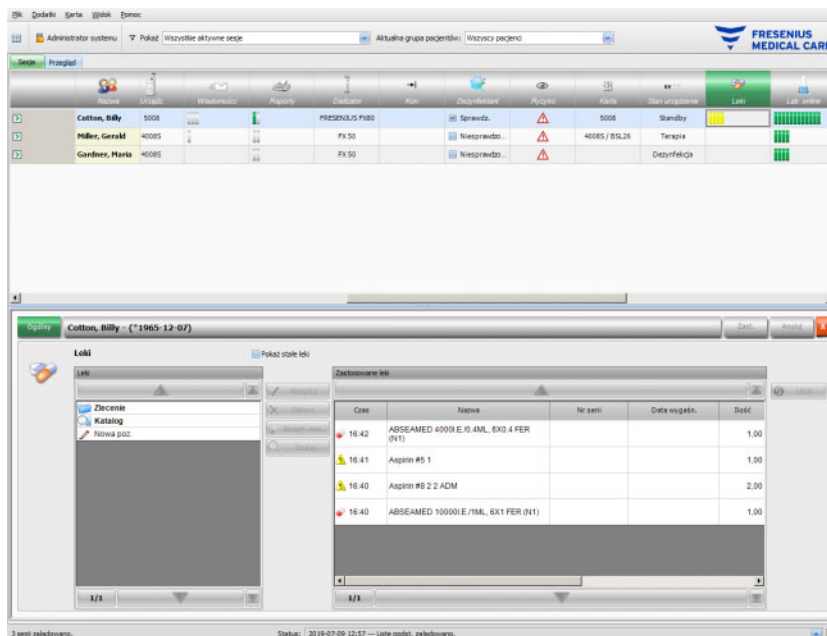 Plik Dodatki Karta Widok Pomoc
Administrator systemu Pokaż Wszystkie aktywne sesje Aktualna grupa pacjentów: Wszyscy pacjenci
FRESENIUS
MEDICAL CARE
Sesje Przegląd
Nazwa Urządz. Wiadomości Raporty Dializator Kon. Dezynfektant Ryzyko Karta Stan urządzenia Leki Lab. online
Cotton, Billy 5008 FRESENIUS FX80 Sprawdz. 5008 Standby
Miller, Gerald 4008S FX 50 Niesprawdzo... 4008S / BSL26 Terapia
Gardner, Maria 4008S FX 50 Niesprawdzo... Dezynfekcja
Ogólny Cotton, Billy - (*1965-12-07) Zast. Anuluj X
Leki Pokaż stałe leki
Leki Zastosowane leki
Zlecenie
Katalog
Nowa poz.
Czas Nazwa Nr serii Data wygaśn. Ilość
16:42 ABSEAMED 4000I.E./0.4ML, 6X0.4 FER (N1) 1,00
16:41 Aspirin #5 1 1,00
16:40 Aspirin #8 2 2 ADM 2,00
16:40 ABSEAMED 10000I.E./1ML, 6X1 FER (N1) 1,00
1/1 1/1
3 sesji załadowano. Status: 2019-07-09 12:57 -- Listę podst. załadowano.